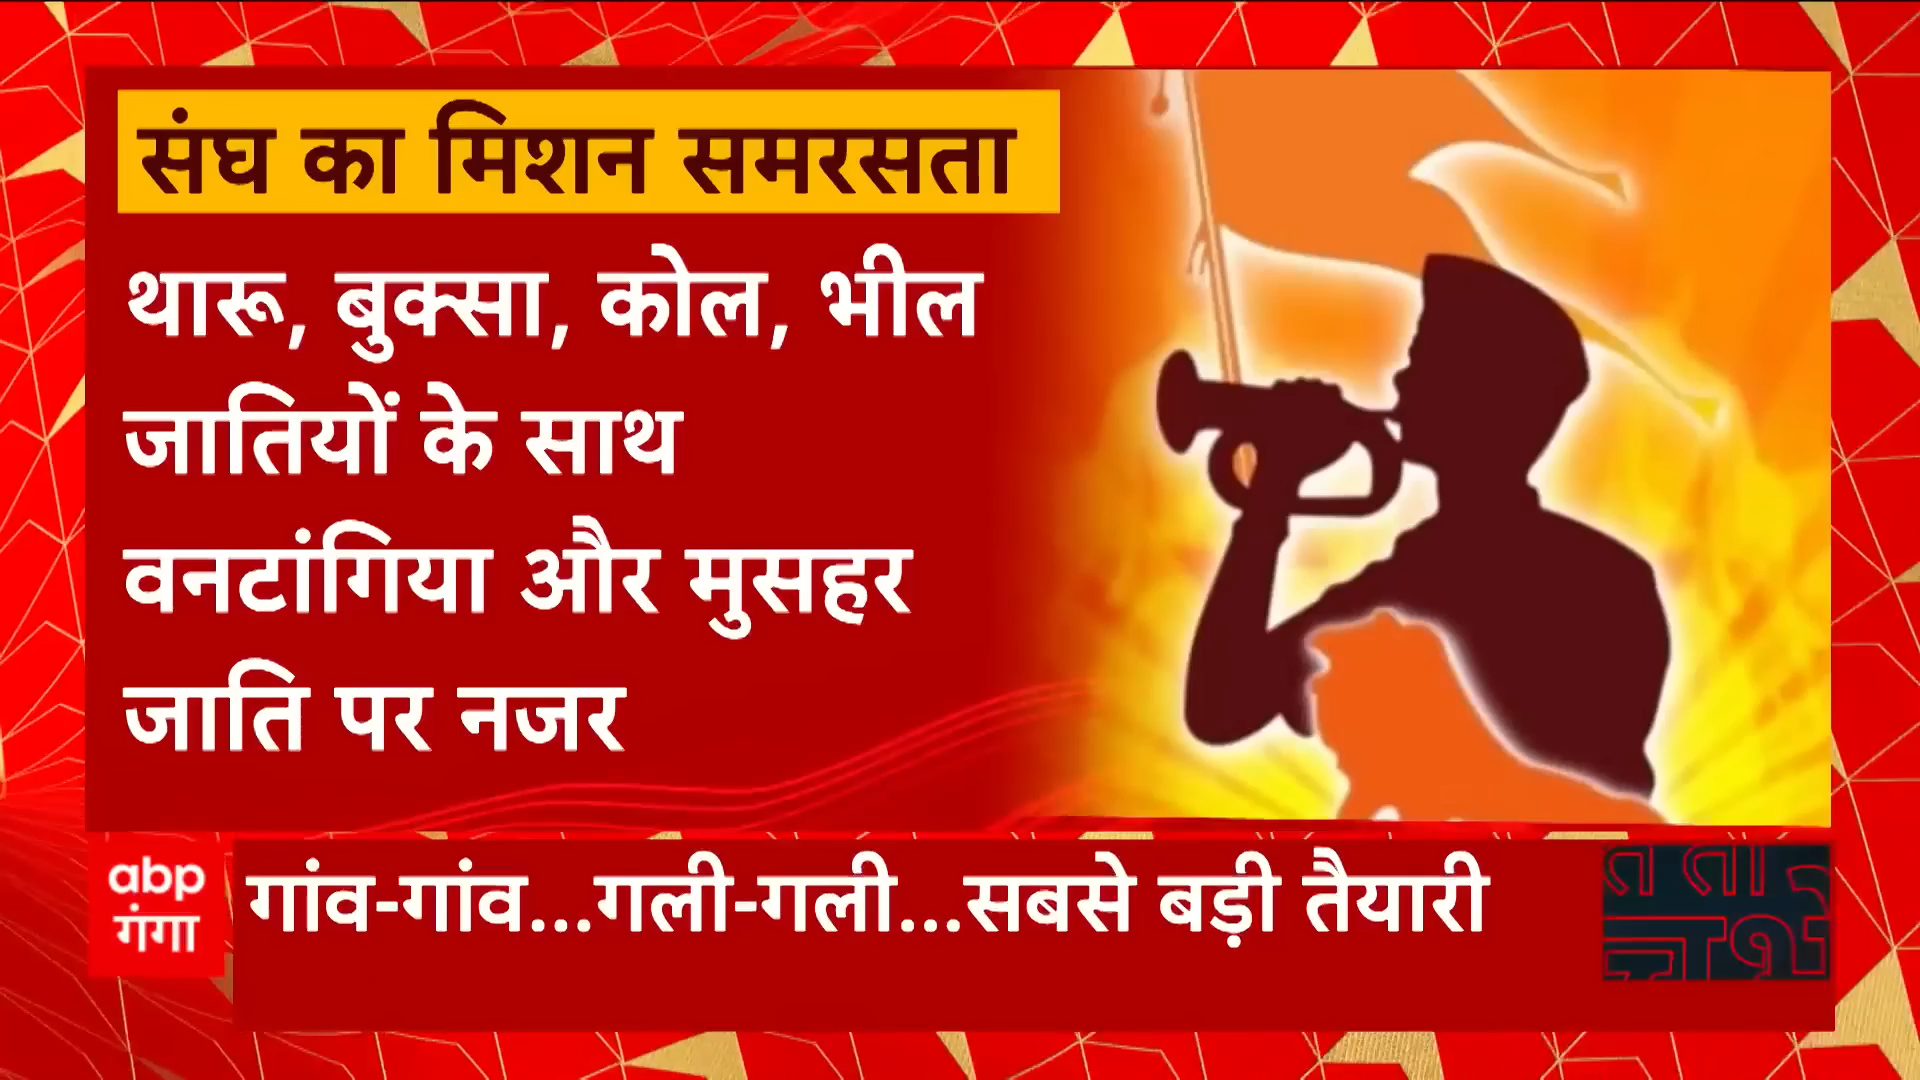 संघ का मिशन समरसता
थारू, बुक्सा, कोल, भील
जातियों के साथ
वनटांगिया और मुसहर
जाति पर नजर
abp
गंगा
गांव-गांव...गली-गली...सबसे बड़ी तैयारी